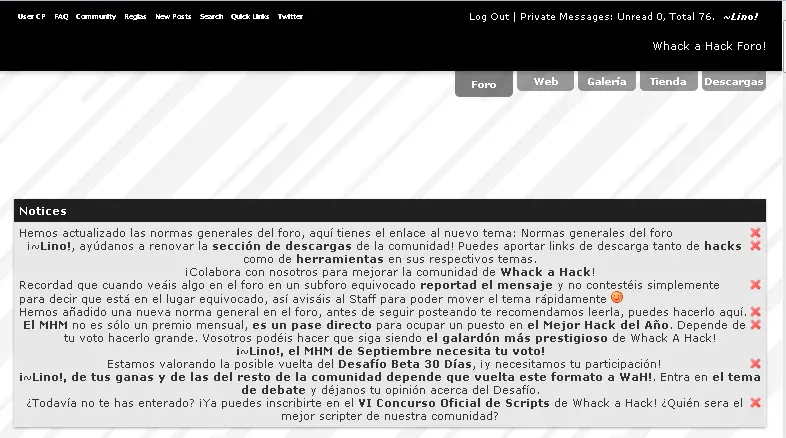 User CP FAQ Community Reglas New Posts Search Quick Links Twitter
Log Out | Private Messages: Unread 0, Total 76. ~Lino!
Whack a Hack Foro!
Foro Web Galería Tienda Descargas
Notices
Hemos actualizado las normas generales del foro, aquí tienes el enlace al nuevo tema: Normas generales del foro
¡~Lino!, ayúdanos a renovar la sección de descargas de la comunidad! Puedes aportar links de descarga tanto de hacks
como de herramientas en sus respectivos temas.
¡Colabora con nosotros para mejorar la comunidad de Whack a Hack!
Recordad que cuando veáis algo en el foro en un subforo equivocado reportad el mensaje y no contestéis simplemente
para decir que está en el lugar equivocado, así avisáis al Staff para poder mover el tema rápidamente
Hemos añadido una nueva norma general en el foro, antes de seguir posteando te recomendamos leerla, puedes hacerlo aquí.
El MHM no es sólo un premio mensual, es un pase directo para ocupar un puesto en el Mejor Hack del Año. Depende de
tu voto hacerlo grande. Vosotros podéis hacer que siga siendo el galardón más prestigioso de Whack A Hack!
¡~Lino!, el MHM de Septiembre necesita tu voto!
Estamos valorando la posible vuelta del Desafío Beta 30 Días, ¡y necesitamos tu participación!
¡~Lino!, de tus ganas y de las del resto de la comunidad depende que vuelta este formato a WaH!. Entra en el tema
de debate y déjanos tu opinión acerca del Desafío.
¿Todavía no te has enterado? ¡Ya puedes inscribirte en el VI Concurso Oficial de Scripts de Whack a Hack! ¿Quién sera el
mejor scripter de nuestra comunidad?